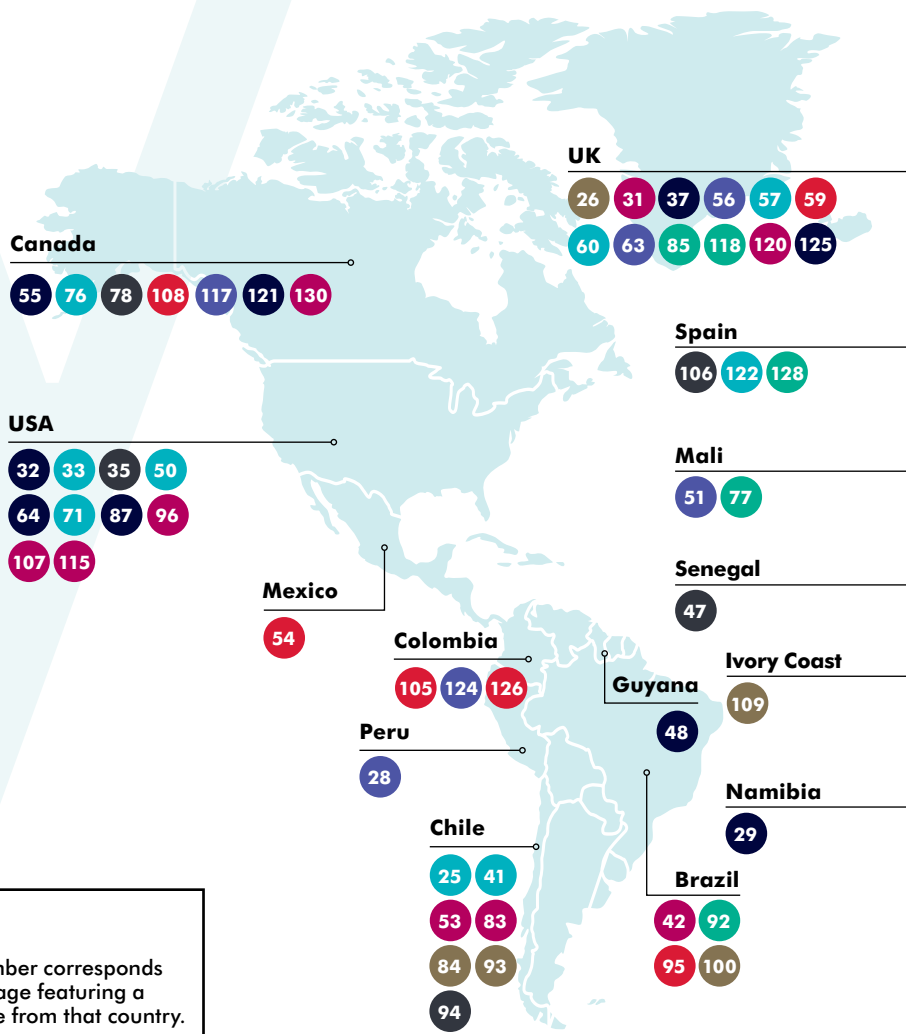 UK
26 31 37 56 57 59
60 63 85 118 120 125
Canada
55 76 78 108 117 121 130
Spain
106 122 128
USA
32 33 35 50
64 71 87 96
107 115
Mali
51 77
Senegal
47
Mexico
54
Colombia
105 124 126
Ivory Coast
109
Guyana
48
Peru
28
Namibia
29
Chile
25 41
53 83
84 93
94
Brazil
42 92
95 100
corresponds
featuring a
from that country.